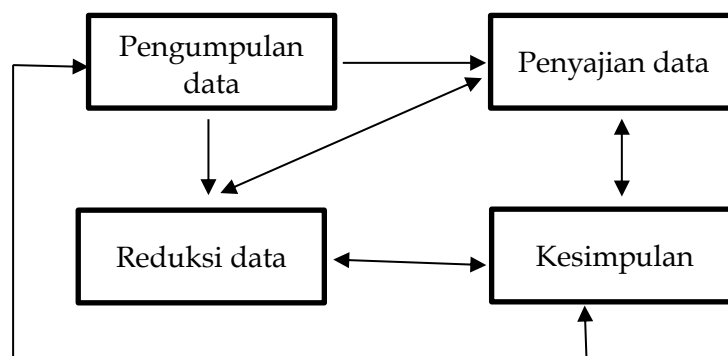 Pengumpulan
data
Penyajian data
Reduksi data
Kesimpulan